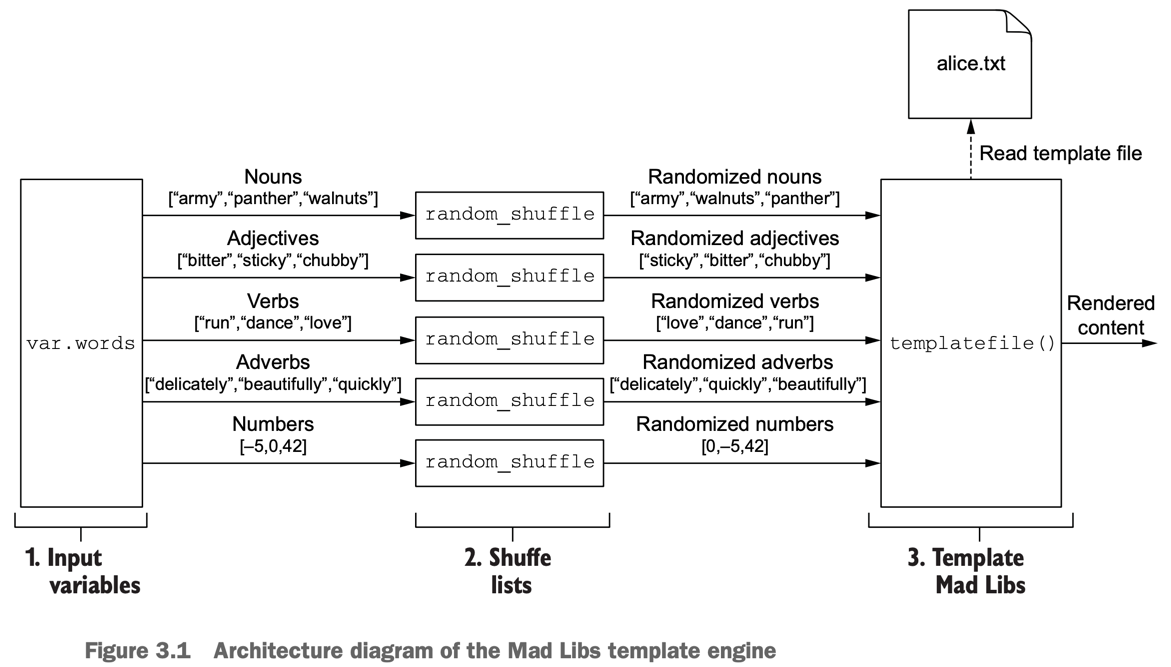 alice.txt
Read template file
Nouns
[“army”,“panther”,“walnuts”]
random_shuffle
Randomized nouns
[“army”,“walnuts”,“panther”]
Adjectives
[“bitter”,“sticky”,“chubby”]
random_shuffle
Randomized adjectives
[“sticky”,“bitter”,“chubby”]
var.words
Verbs
[“run”,“dance”,“love”]
random_shuffle
Randomized verbs
[“love”,“dance”,“run”]
templatefile()
Rendered
content
Adverbs
[“delicately”,“beautifully”,“quickly”]
random_shuffle
Randomized adverbs
[“delicately”,“quickly”,“beautifully”]
Numbers
[–5,0,42]
random_shuffle
Randomized numbers
[0,–5,42]
1. Input
variables
2. Shuffe
lists
3. Template
Mad Libs
Figure 3.1 Architecture diagram of the Mad Libs template engine